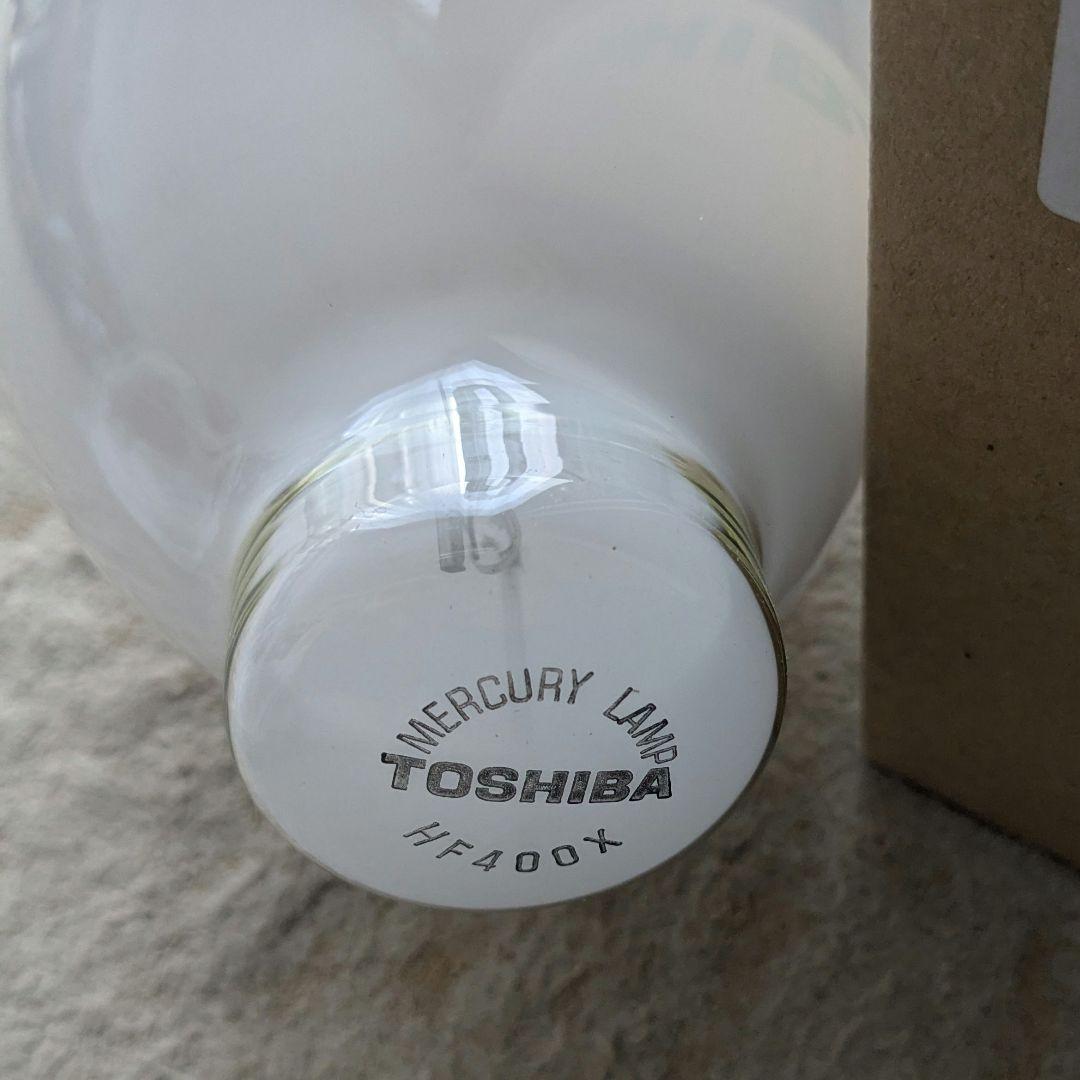 MERCURY LAMP
TOSHIBA
HF400X